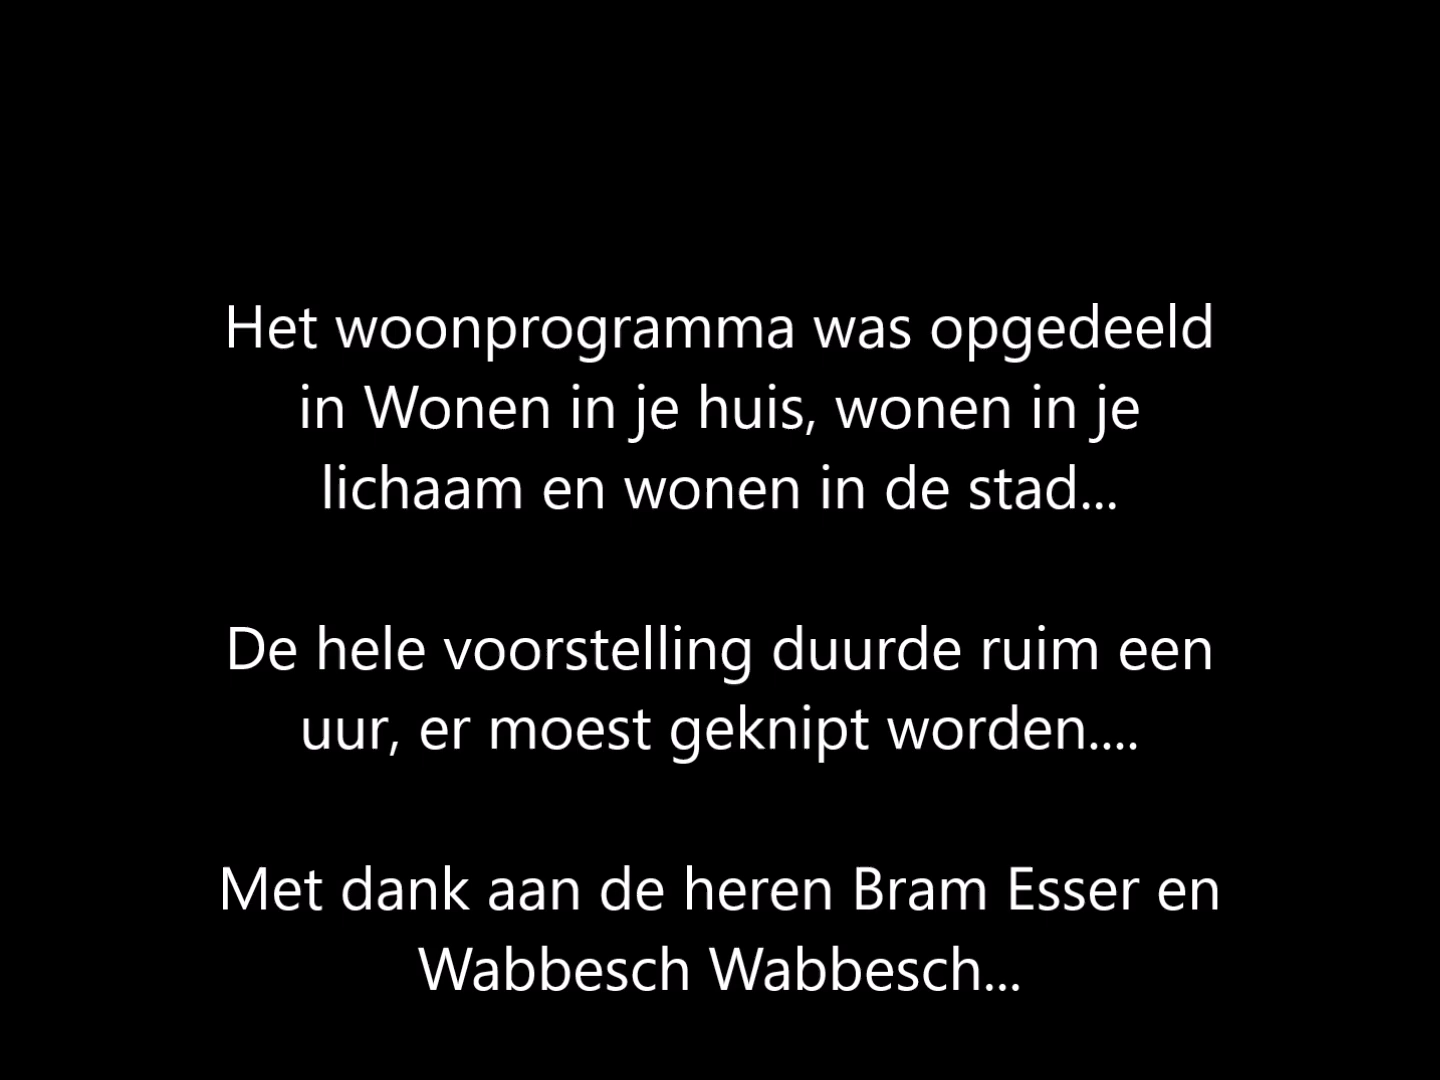 Het woonprogramma was opgedeeld
in Wonen in je huis, wonen in je
lichaam en wonen in de stad...
De hele voorstelling duurde ruim een
uur, er moest geknipt worden....
Met dank aan de heren Bram Esser en
Wabbesch Wabbesch...